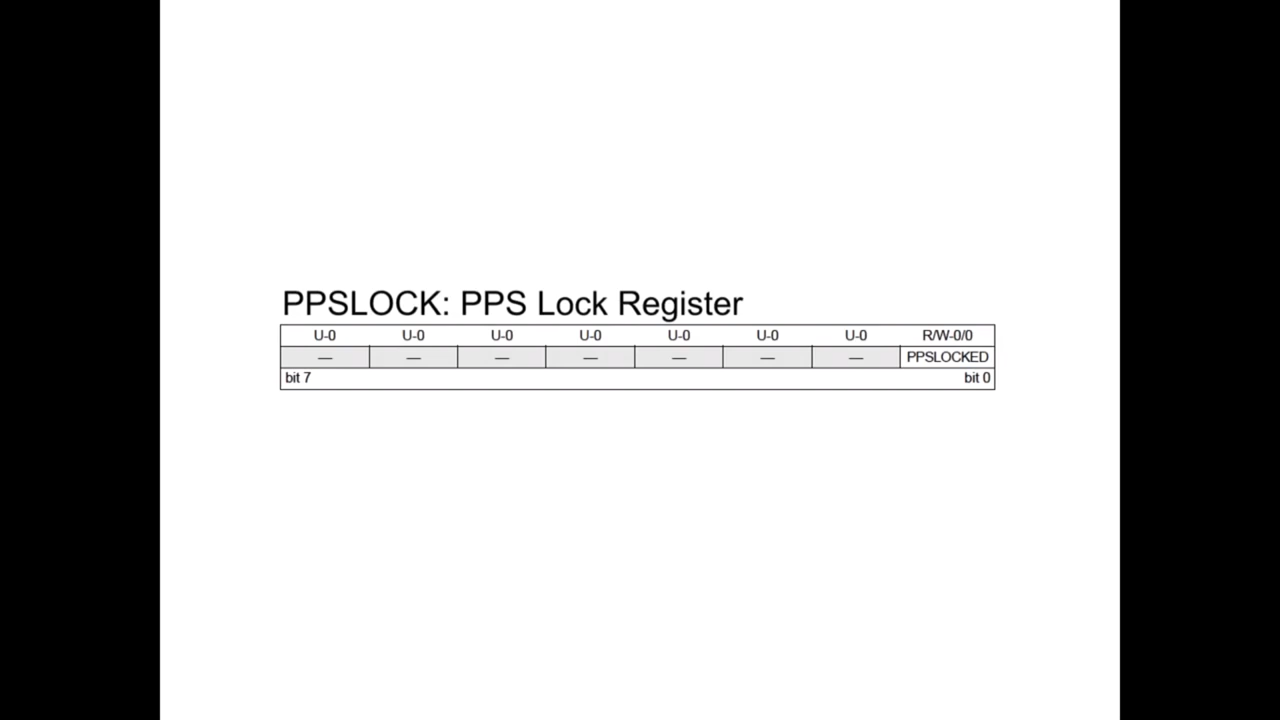 PPSLOCK: PPS Lock Register
U-0 U-0 U-0 U-0 U-0 U-0 U-0 R/W-0/0
— — — — — — — PPSLOCKED
bit 7 bit 0